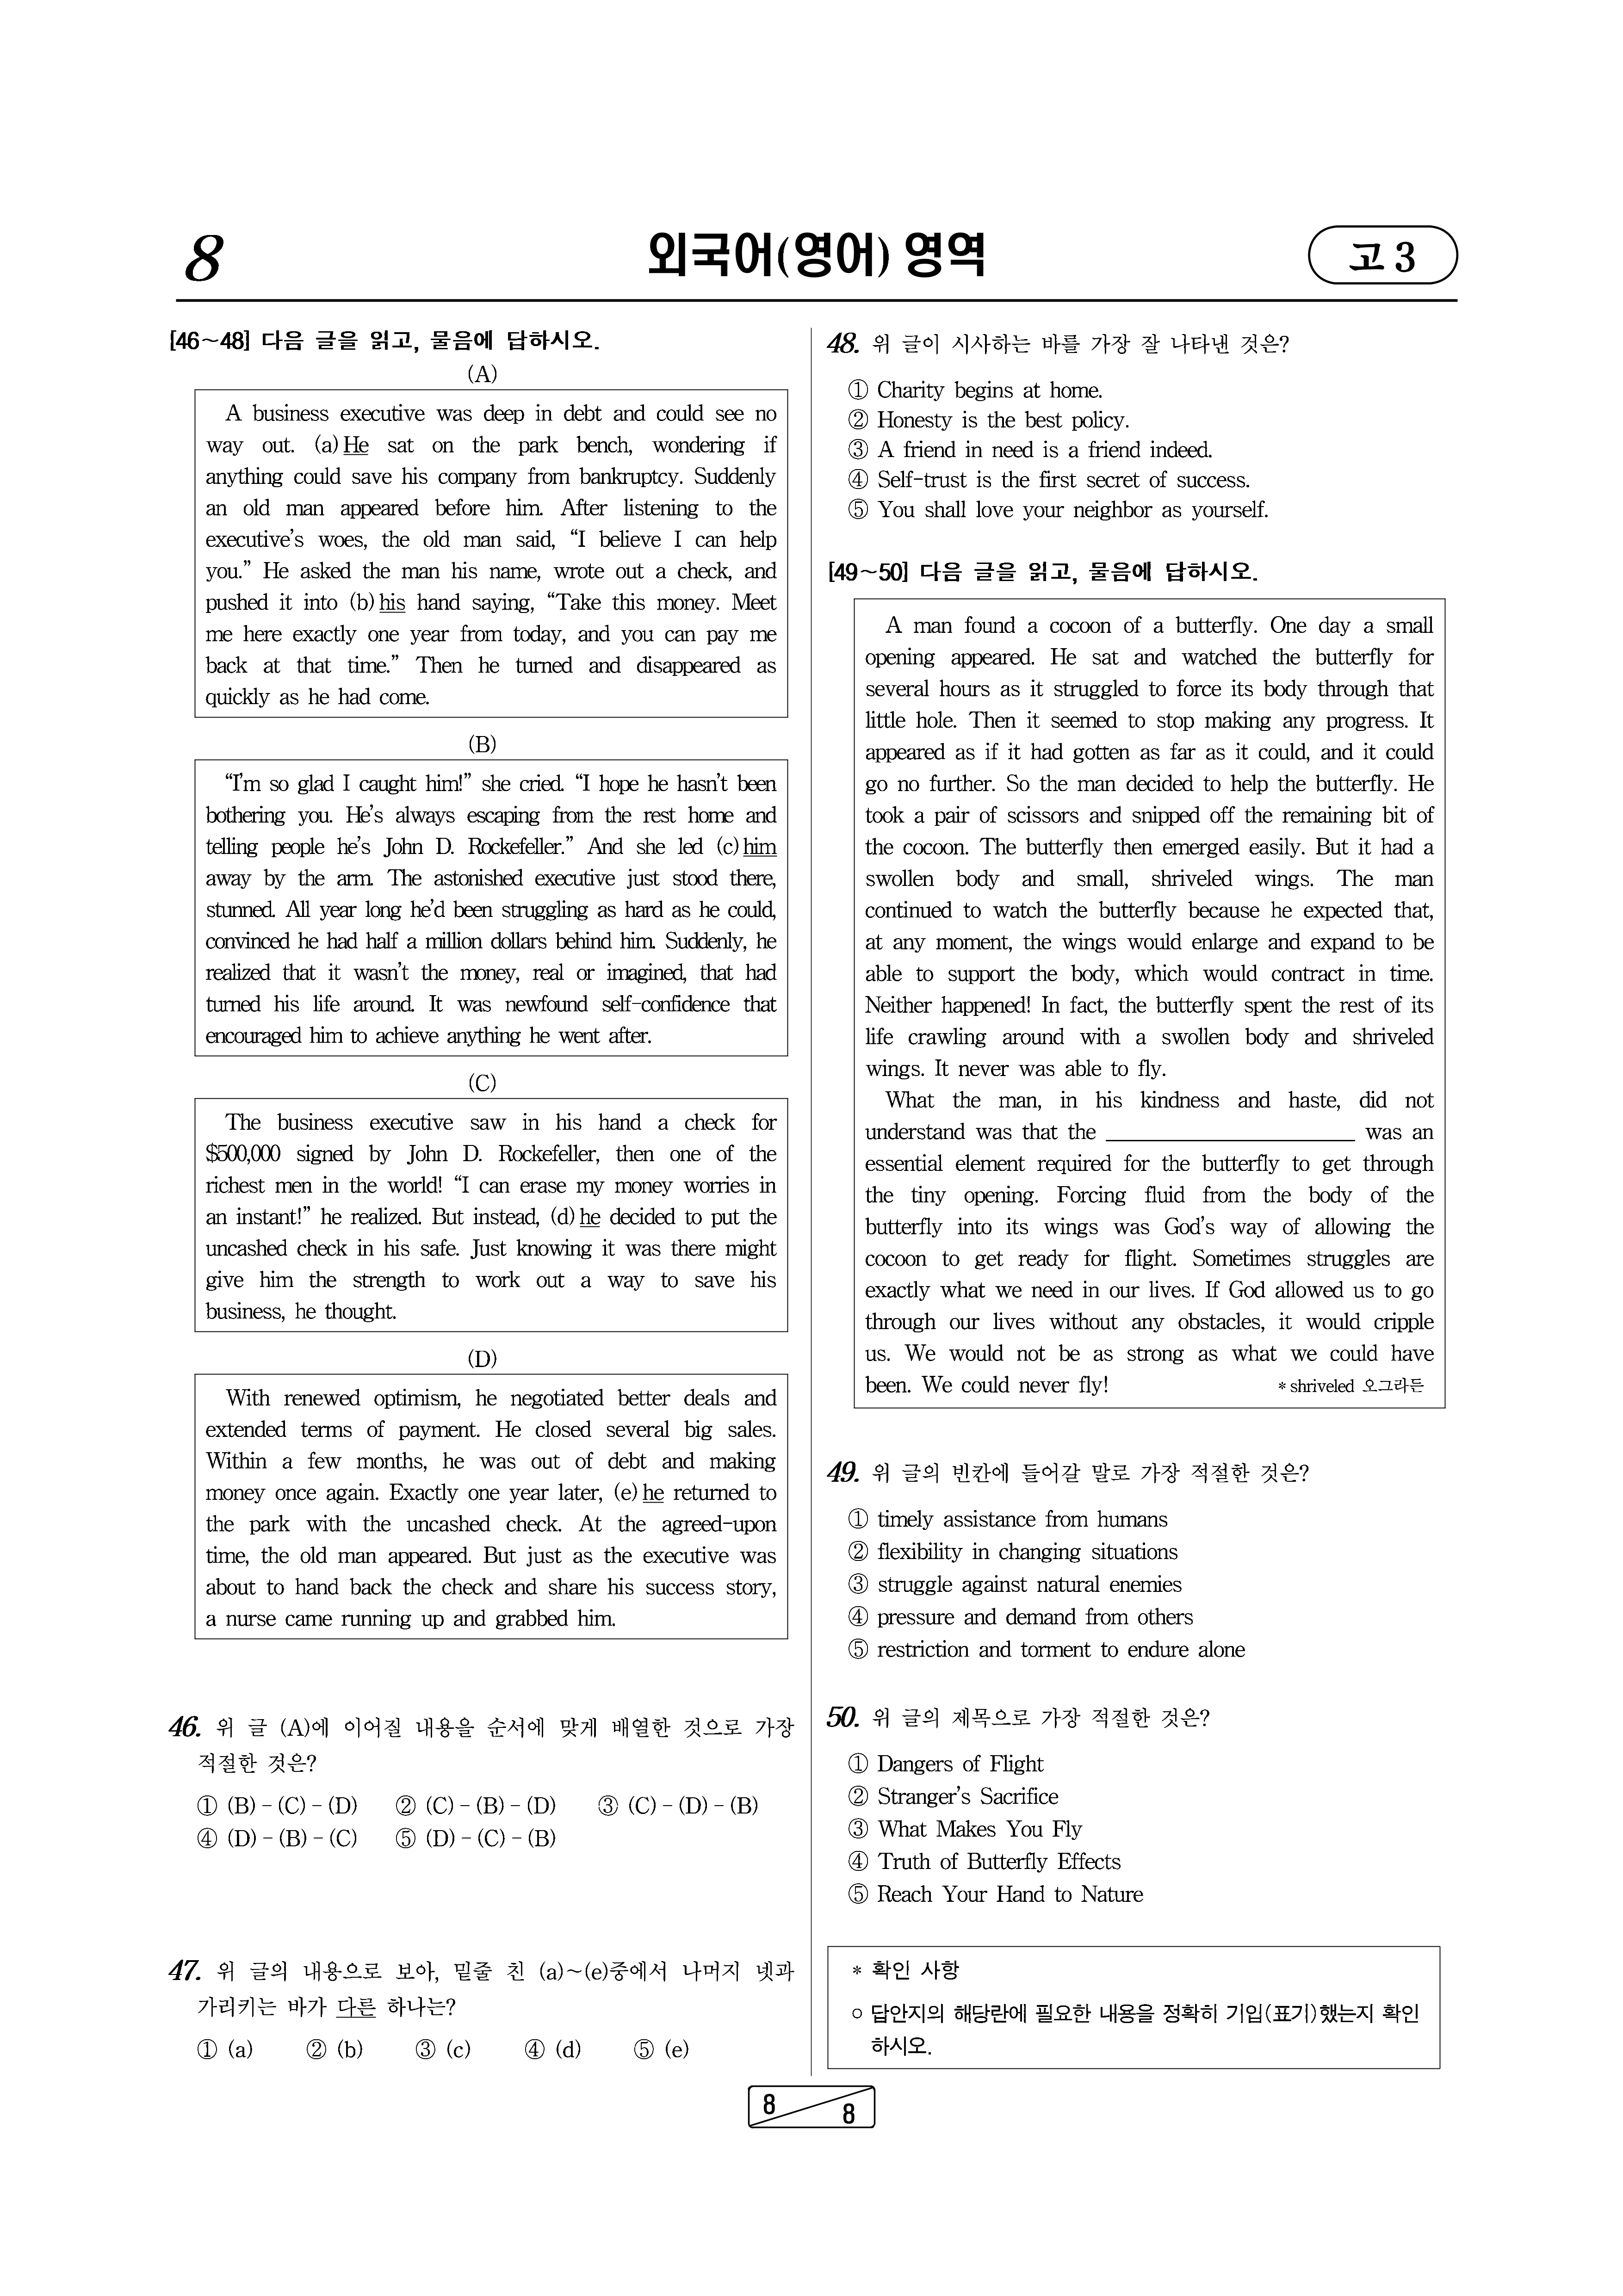 8
외국어(영어) 영역
고 3
[46~48] 다음 글을 읽고, 물음에 답하시오.
(A)
A business executive was deep in debt and could see no
way out. (a) He sat on the park bench, wondering if
anything could save his company from bankruptcy. Suddenly
an old man appeared before him. After listening to the
executive's woes, the old man said, “I believe I can help
you.” He asked the man his name, wrote out a check, and
pushed it into (b) his hand saying, “Take this money. Meet
me here exactly one year from today, and you can pay me
back at that time.” Then he turned and disappeared as
quickly as he had come.
(B)
“I'm so glad I caught him!” she cried. “I hope he hasn't been
bothering you. He's always escaping from the rest home and
telling people he's John D. Rockefeller.” And she led (c) him
away by the arm. The astonished executive just stood there,
stunned. All year long he'd been struggling as hard as he could,
convinced he had half a million dollars behind him. Suddenly, he
realized that it wasn't the money, real or imagined, that had
turned his life around. It was newfound self-confidence that
encouraged him to achieve anything he went after.
(C)
The business executive saw in his hand a check for
$500,000 signed by John D. Rockefeller, then one of the
richest men in the world! “I can erase my money worries in
an instant!” he realized. But instead, (d) he decided to put the
uncashed check in his safe. Just knowing it was there might
give him the strength to work out a way to save his
business, he thought.
(D)
With renewed optimism, he negotiated better deals and
extended terms of payment. He closed several big sales.
Within a few months, he was out of debt and making
money once again. Exactly one year later, (e) he returned to
the park with the uncashed check. At the agreed-upon
time, the old man appeared. But just as the executive was
about to hand back the check and share his success story,
a nurse came running up and grabbed him.
46. 위 글 (A)에 이어질 내용을 순서에 맞게 배열한 것으로 가장
적절한 것은?
① (B) - (C) - (D) ② (C) - (B) - (D) ③ (C) - (D) - (B)
④ (D) - (B) - (C) ⑤ (D) - (C) - (B)
47. 위 글의 내용으로 보아, 밑줄 친 (a)~(e)중에서 나머지 넷과
가리키는 바가 다른 하나는?
① (a) ② (b) ③ (c) ④ (d) ⑤ (e)
48. 위 글이 시사하는 바를 가장 잘 나타낸 것은?
① Charity begins at home.
② Honesty is the best policy.
③ A friend in need is a friend indeed.
④ Self-trust is the first secret of success.
⑤ You shall love your neighbor as yourself.
[49~50] 다음 글을 읽고, 물음에 답하시오.
A man found a cocoon of a butterfly. One day a small
opening appeared. He sat and watched the butterfly for
several hours as it struggled to force its body through that
little hole. Then it seemed to stop making any progress. It
appeared as if it had gotten as far as it could, and it could
go no further. So the man decided to help the butterfly. He
took a pair of scissors and snipped off the remaining bit of
the cocoon. The butterfly then emerged easily. But it had a
swollen body and small, shriveled wings. The man
continued to watch the butterfly because he expected that,
at any moment, the wings would enlarge and expand to be
able to support the body, which would contract in time.
Neither happened! In fact, the butterfly spent the rest of its
life crawling around with a swollen body and shriveled
wings. It never was able to fly.
What the man, in his kindness and haste, did not
understand was that the ____________ was an
essential element required for the butterfly to get through
the tiny opening. Forcing fluid from the body of the
butterfly into its wings was God's way of allowing the
cocoon to get ready for flight. Sometimes struggles are
exactly what we need in our lives. If God allowed us to go
through our lives without any obstacles, it would cripple
us. We would not be as strong as what we could have
been. We could never fly! * shriveled 오그라든
49. 위 글의 빈칸에 들어갈 말로 가장 적절한 것은?
① timely assistance from humans
② flexibility in changing situations
③ struggle against natural enemies
④ pressure and demand from others
⑤ restriction and torment to endure alone
50. 위 글의 제목으로 가장 적절한 것은?
① Dangers of Flight
② Stranger's Sacrifice
③ What Makes You Fly
④ Truth of Butterfly Effects
⑤ Reach Your Hand to Nature
* 확인 사항
○ 답안지의 해당란에 필요한 내용을 정확히 기입(표기)했는지 확인
하시오.
8
8